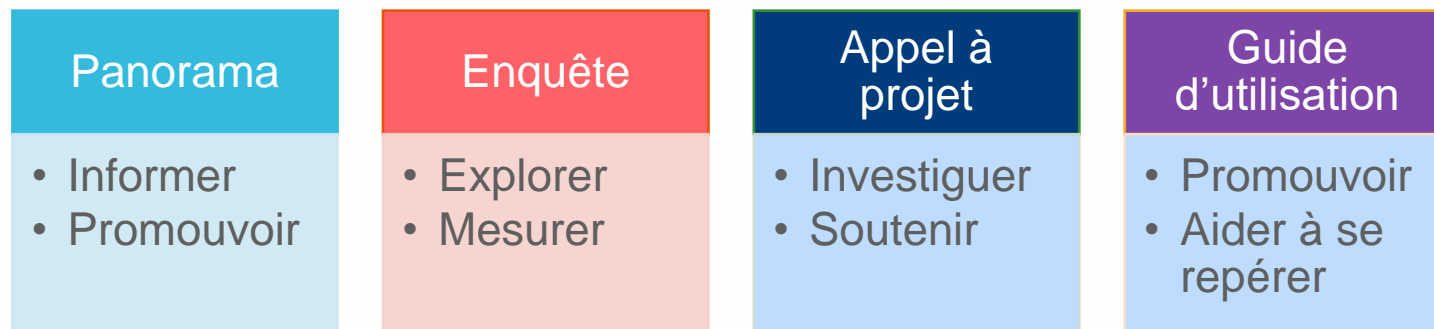 Panorama
• Informer
• Promouvoir
Enquête
• Explorer
• Mesurer
Appel à
projet
• Investiguer
• Soutenir
Guide
d’utilisation
• Promouvoir
• Aider à se
repérer